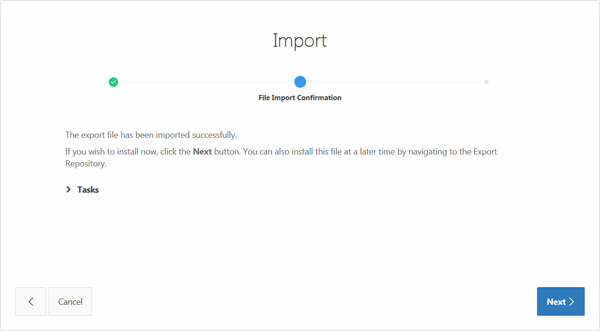 Import
File Import Confirmation
The export file has been imported successfully.
If you wish to install now, click the Next button. You can also install this file at a later time by navigating to the Export
Repository.
Tasks
Cancel
Next